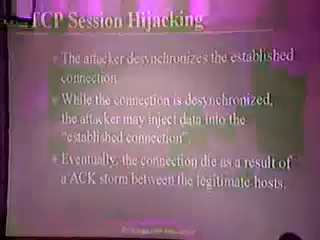 TCP Session Hijacking
The attacker desynchronizes the established
connection.
While the connection is desynchronized,
the attacker may inject data into the
"established connection".
Eventually, the connection die as a result of
a ACK storm between the legitimate hosts.